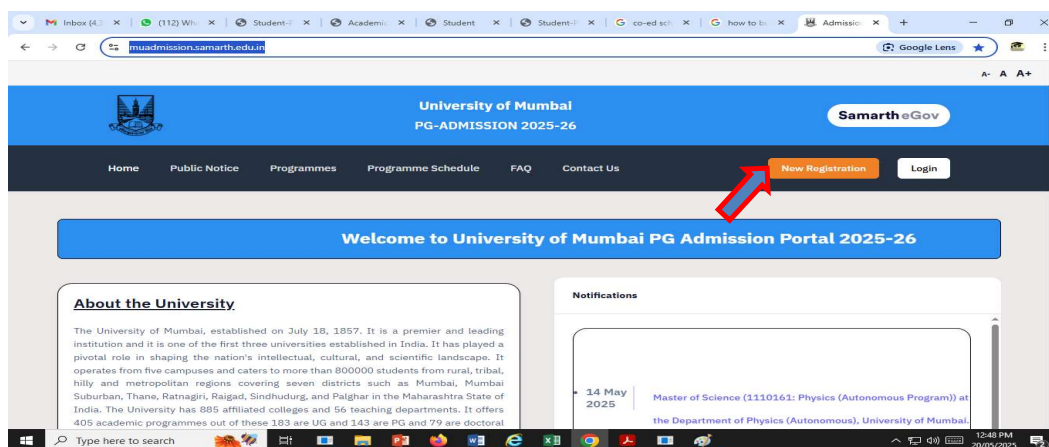 Inbox (4,
(112) Wh
Student-
Academic
Student
Student-P
co-ed sch
how to b
Admissio
muadmission.samarth.edu.in
Google Lens
A- A A+
University of Mumbai
PG-ADMISSION 2025-26
Samarth eGov
Home Public Notice Programmes Programme Schedule FAQ Contact Us New Registration Login
Welcome to University of Mumbai PG Admission Portal 2025-26
About the University
The University of Mumbai, established on July 18, 1857. It is a premier and leading
institution and it is one of the first three universities established in India. It has played a
pivotal role in shaping the nation's intellectual, cultural, and scientific landscape. It
operates from five campuses and caters to more than 800000 students from rural, tribal,
hilly and metropolitan regions covering seven districts such as Mumbai, Mumbai
Suburban, Thane, Ratnagiri, Raigad, Sindhudurg, and Palghar in the Maharashtra State of
India. The University has 885 affiliated colleges and 56 teaching departments. It offers
405 academic programmes out of these 183 are UG and 143 are PG and 79 are doctoral
Notifications
14 May
2025
Master of Science (1110161: Physics (Autonomous Program)) at
the Department of Physics (Autonomous), University of Mumbai.
Type here to search
12:48 PM
20/05/2025